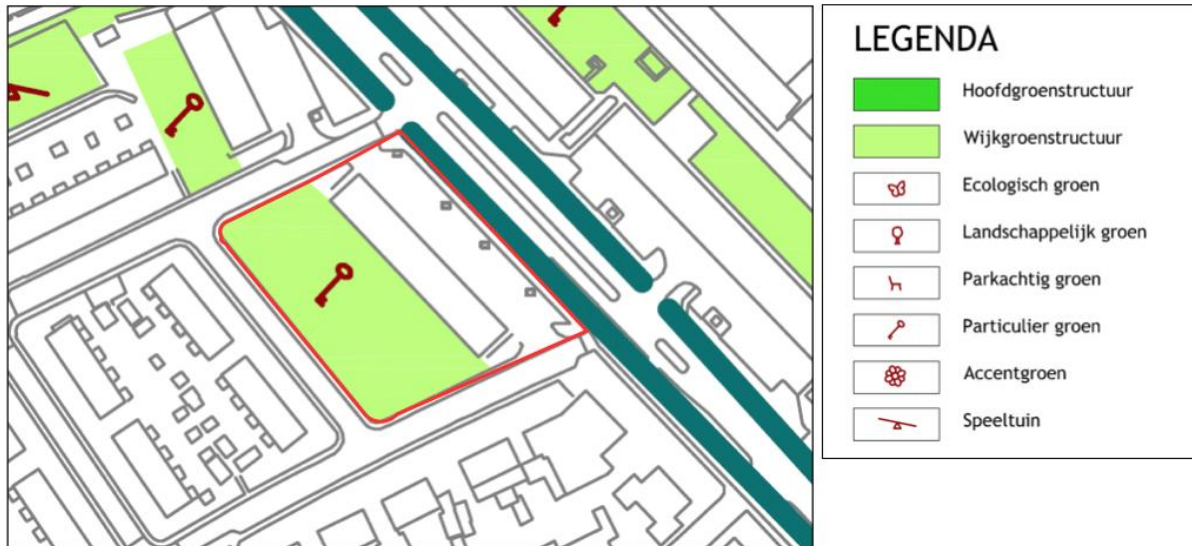 LEGENDA
Hoofdgroenstructuur
Wijkgroenstructuur
Ecologisch groen
Landschappelijk groen
Parkachtig groen
Particulier groen
Accentgroen
Speeltuin